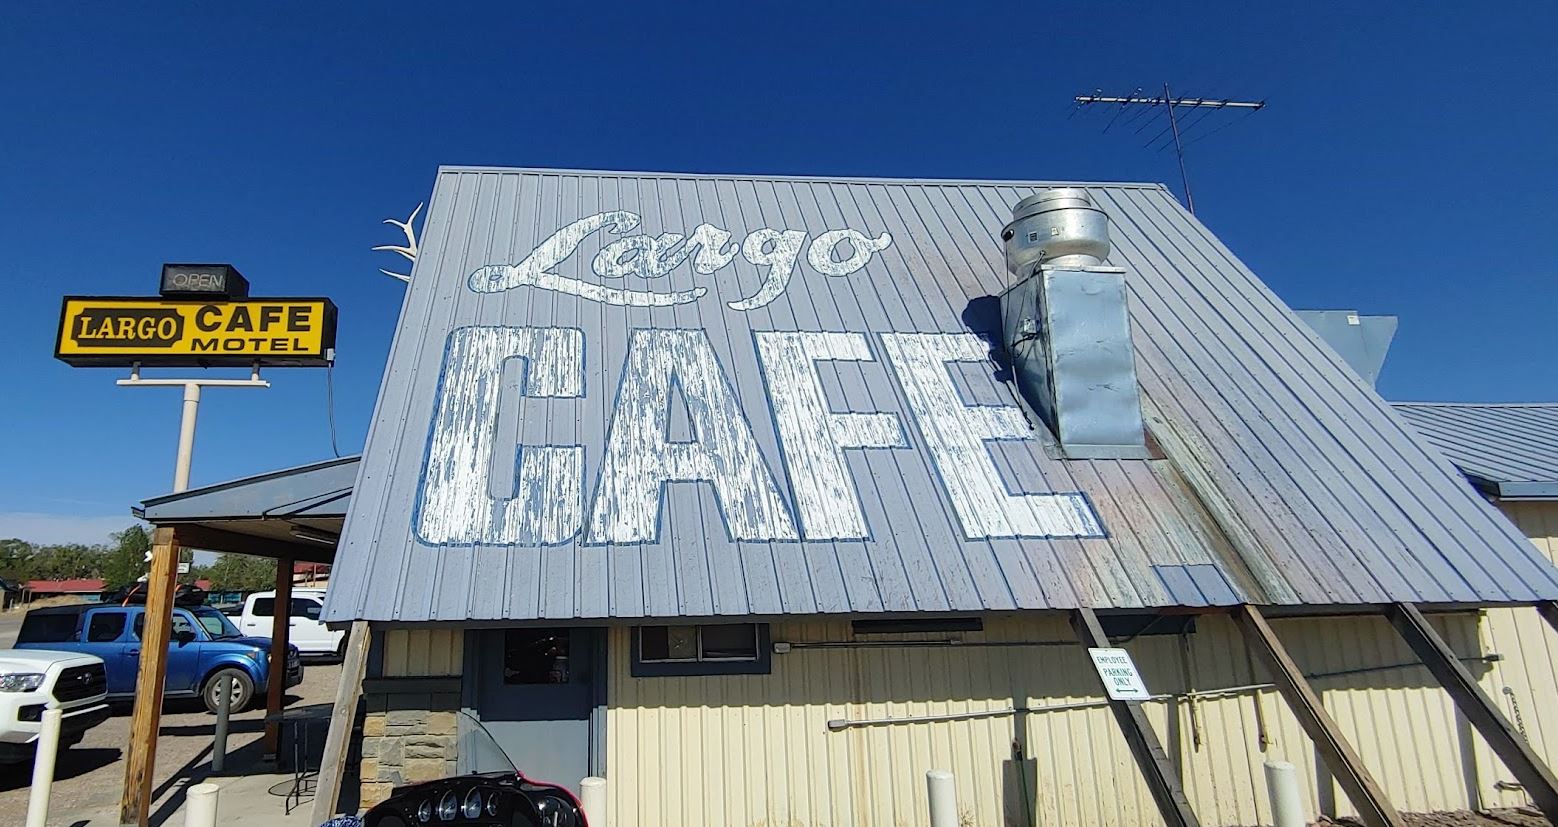 OPEN
LARGO CAFE
MOTEL
Largo
CAFE
EMPLOYEE
PARKING
ONLY